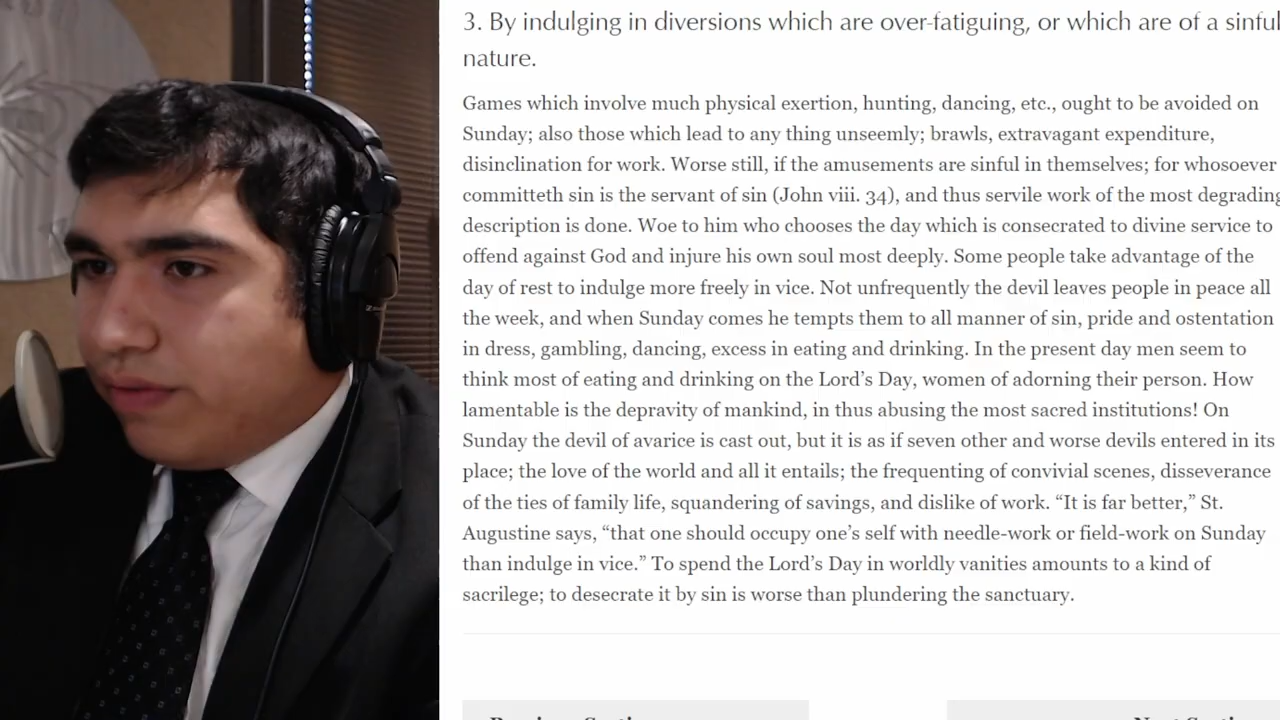 3. By indulging in diversions which are over-fatiguing, or which are of a sinful
nature.
Games which involve much physical exertion, hunting, dancing, etc., ought to be avoided on
Sunday; also those which lead to any thing unseemly; brawls, extravagant expenditure,
disinclination for work. Worse still, if the amusements are sinful in themselves; for whosoever
committeth sin is the servant of sin (John viii. 34), and thus servile work of the most degrading
description is done. Woe to him who chooses the day which is consecrated to divine service to
offend against God and injure his own soul most deeply. Some people take advantage of the
day of rest to indulge more freely in vice. Not unfrequently the devil leaves people in peace all
the week, and when Sunday comes he tempts them to all manner of sin, pride and ostentation
in dress, gambling, dancing, excess in eating and drinking. In the present day men seem to
think most of eating and drinking on the Lord’s Day, women of adorning their person. How
lamentable is the depravity of mankind, in thus abusing the most sacred institutions! On
Sunday the devil of avarice is cast out, but it is as if seven other and worse devils entered in its
place; the love of the world and all it entails; the frequenting of convivial scenes, disseverance
of the ties of family life, squandering of savings, and dislike of work. “It is far better,” St.
Augustine says, “that one should occupy one’s self with needle-work or field-work on Sunday
than indulge in vice.” To spend the Lord’s Day in worldly vanities amounts to a kind of
sacrilege; to desecrate it by sin is worse than plundering the sanctuary.